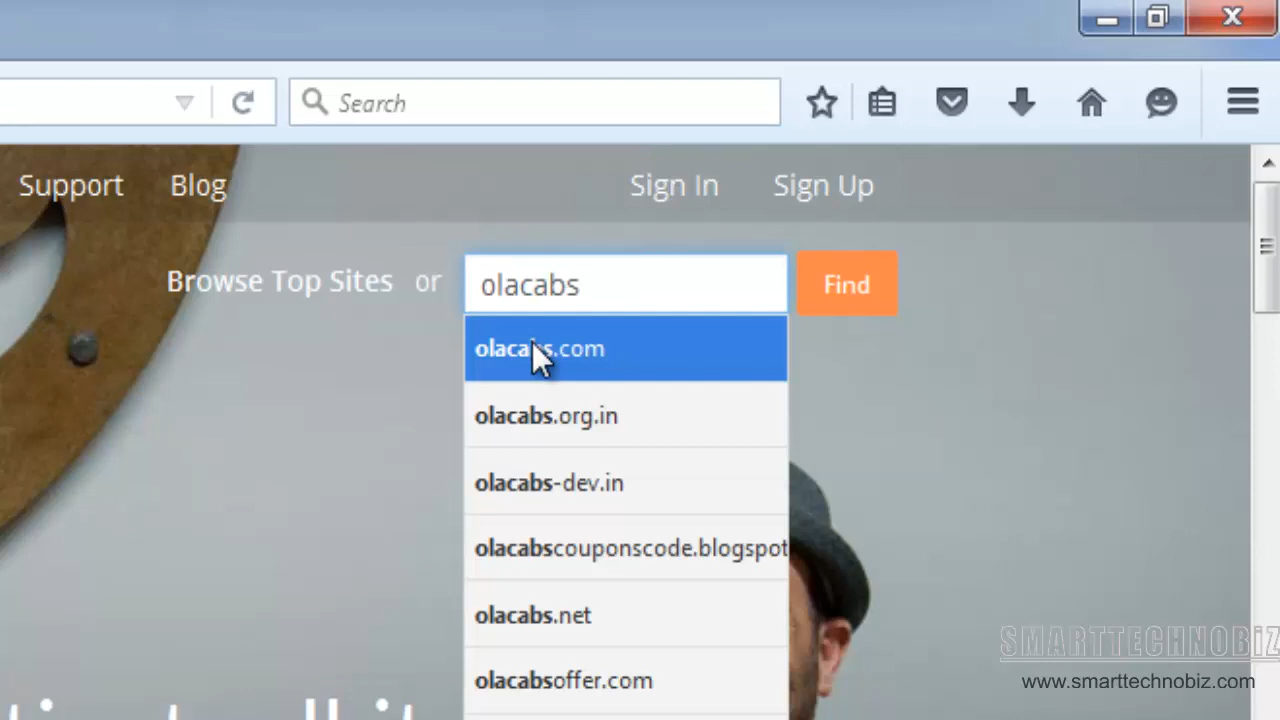 Search
Support Blog Sign In Sign Up
Browse Top Sites or olacabs Find
olacabs.com
olacabs.org.in
olacabs-dev.in
olacabscouponscode.blogspot
olacabs.net
olacabsoffer.com
SMARTTECHNOBiZ
www.smarttechnobiz.com